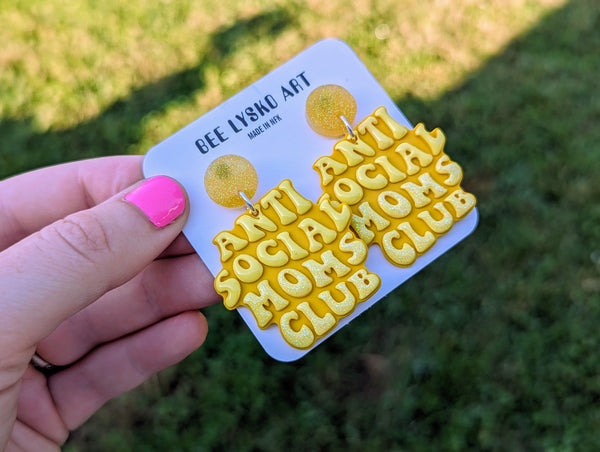 BEE LYSKO ART
MADE IN NFK
ANTI
SOCIAL
MOMS
CLUB
ANTI
SOCIAL
MOMS
CLUB